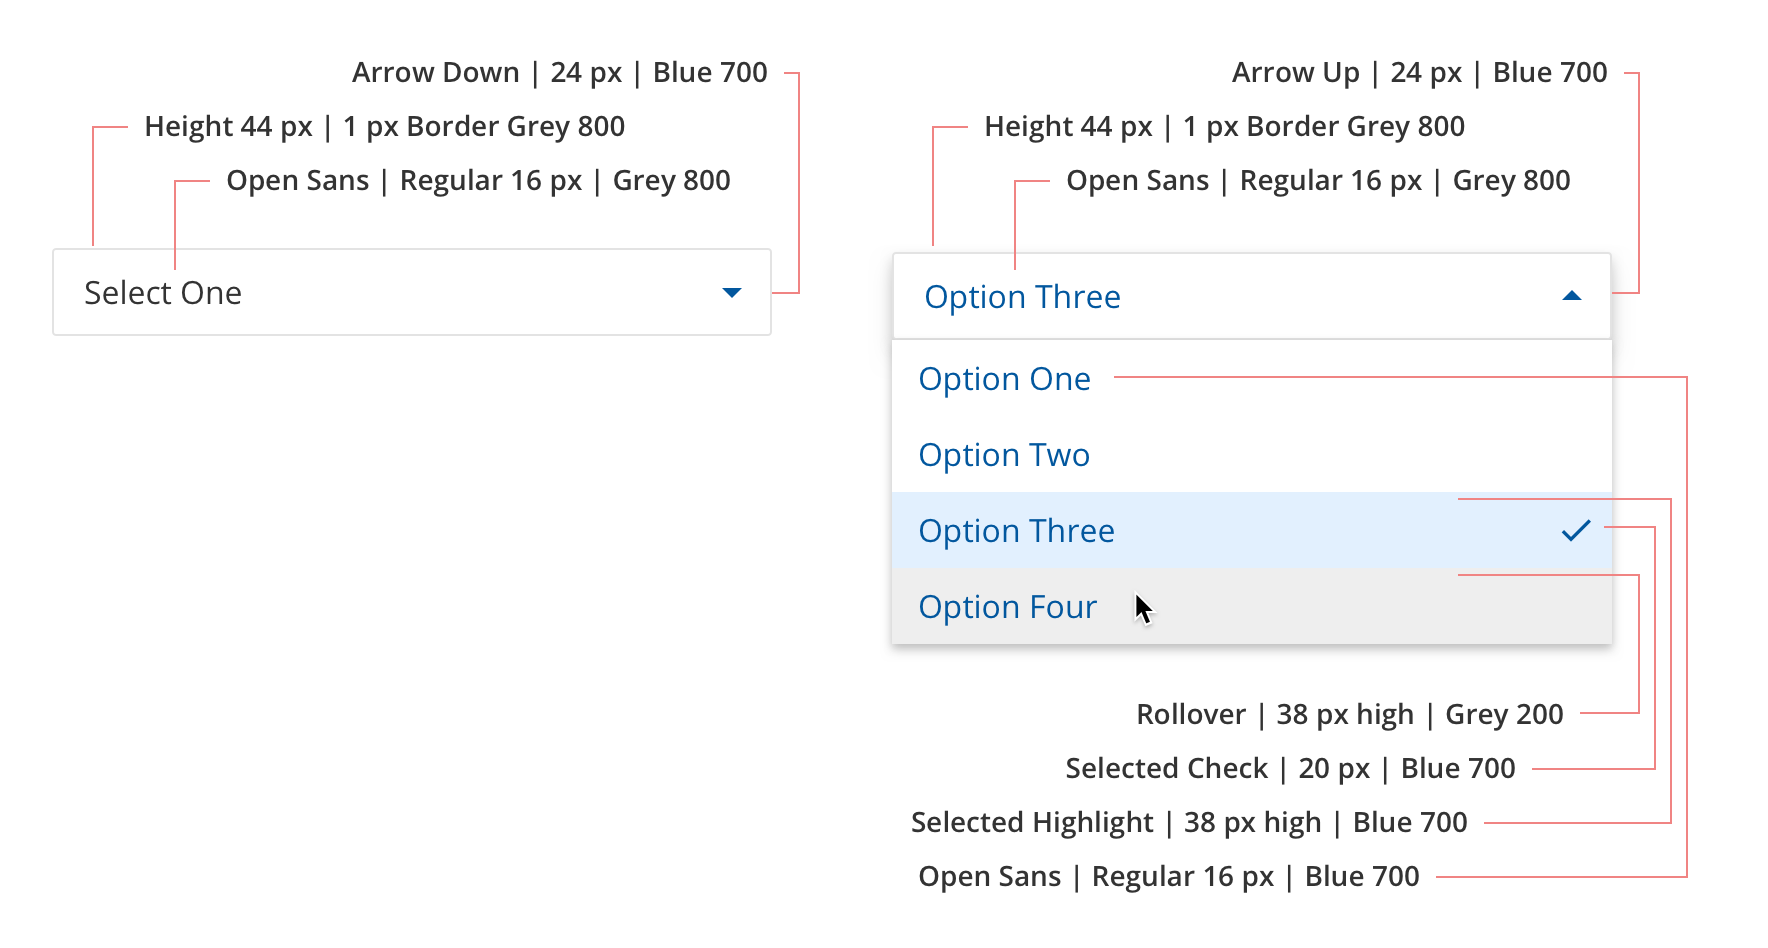 Arrow Down | 24 px | Blue 700
Height 44 px | 1 px Border Grey 800
Open Sans | Regular 16 px | Grey 800
Select One
Arrow Up | 24 px | Blue 700
Height 44 px | 1 px Border Grey 800
Open Sans | Regular 16 px | Grey 800
Option Three
Option One
Option Two
Option Three
Option Four
Rollover | 38 px high | Grey 200
Selected Check | 20 px | Blue 700
Selected Highlight | 38 px high | Blue 700
Open Sans | Regular 16 px | Blue 700